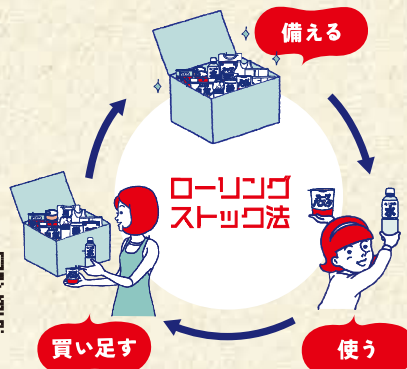 備える
ローリング
ストック法
買い足す
使う